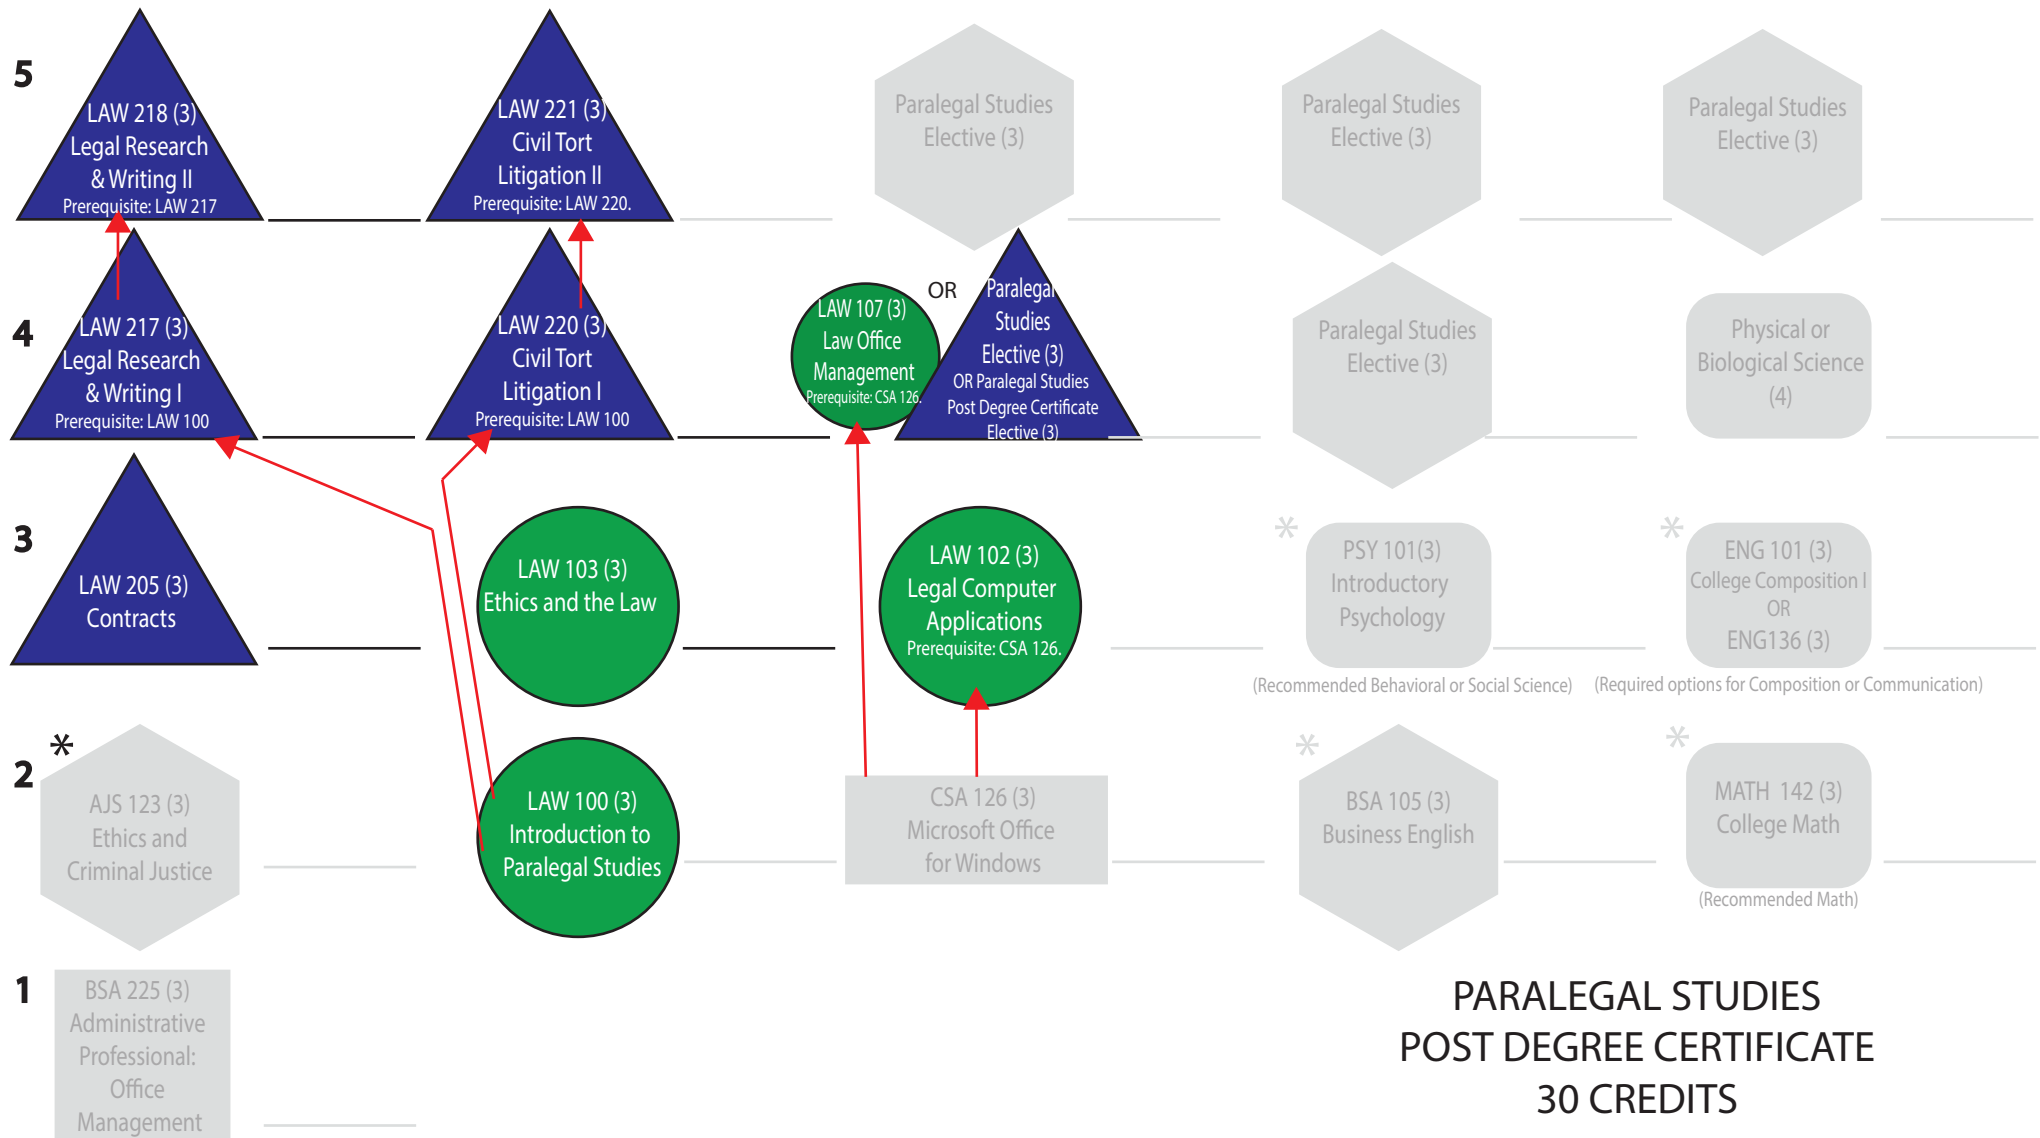 5
LAW 218 (3)
Legal Research
& Writing II
Prerequisite: LAW 217
LAW 221 (3)
Civil Tort
Litigation II
Prerequisite: LAW 220.
Paralegal Studies
Elective (3)
Paralegal Studies
Elective (3)
Paralegal Studies
Elective (3)
4
LAW 217 (3)
Legal Research
& Writing I
Prerequisite: LAW 100
LAW 220 (3)
Civil Tort
Litigation I
Prerequisite: LAW 100
LAW 107 (3)
Law Office
Management
Prerequisite: CSA 126.
OR
Paralegal
Studies
Elective (3)
OR Paralegal Studies
Post Degree Certificate
Elective (3)
Paralegal Studies
Elective (3)
Physical or
Biological Science
(4)
3
LAW 205 (3)
Contracts
LAW 103 (3)
Ethics and the Law
LAW 102 (3)
Legal Computer
Applications
Prerequisite: CSA 126.
*
PSY 101(3)
Introductory
Psychology
(Recommended Behavioral or Social Science)
*
ENG 101 (3)
College Composition I
OR
ENG136 (3)
(Required options for Composition or Communication)
2
*
AJS 123 (3)
Ethics and
Criminal Justice
LAW 100 (3)
Introduction to
Paralegal Studies
CSA 126 (3)
Microsoft Office
for Windows
*
BSA 105 (3)
Business English
*
MATH 142 (3)
College Math
(Recommended Math)
1
BSA 225 (3)
Administrative
Professional:
Office
Management
PARALEGAL STUDIES
POST DEGREE CERTIFICATE
30 CREDITS